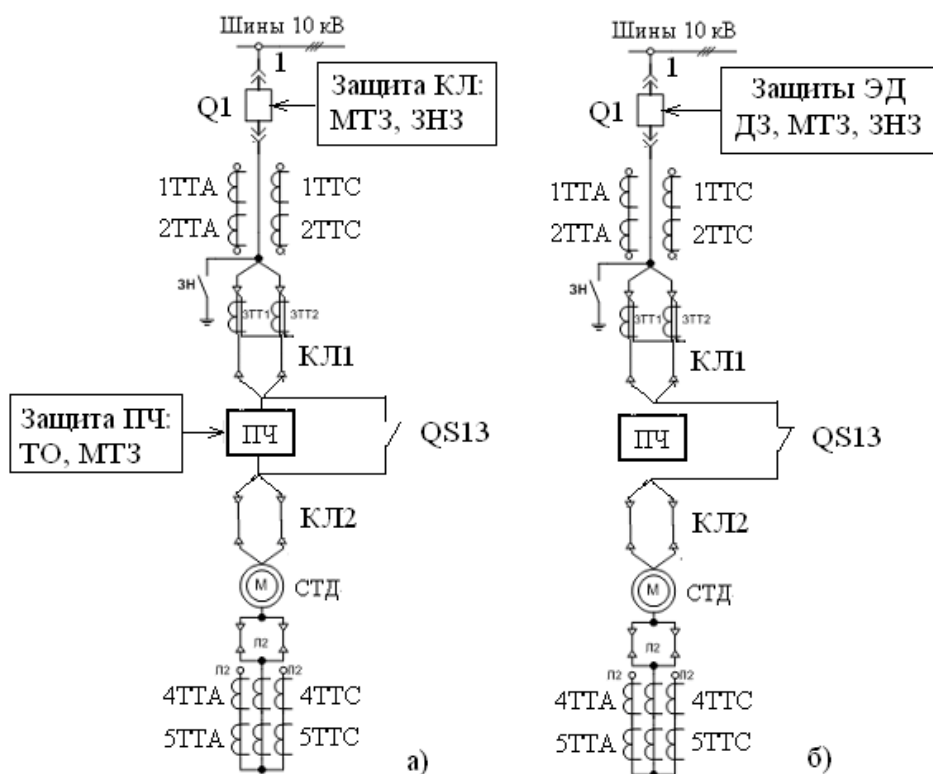 Шины 10 кВ
1
Защита КЛ:
МТЗ, ЗНЗ
Q1
1ТТА
1ТТС
2ТТА
2ТТС
ЗН
3ТТ1
3ТТ2
КЛ1
Защита ПЧ:
ТО, МТЗ
ПЧ
QS13
КЛ2
М
СТД
П2
П2
П2
4ТТА
4ТТС
5ТТА
5ТТС
а)
Шины 10 кВ
1
Защиты ЭД
ДЗ, МТЗ, ЗНЗ
Q1
1ТТА
1ТТС
2ТТА
2ТТС
ЗН
3ТТ1
3ТТ2
КЛ1
ПЧ
QS13
КЛ2
М
СТД
П2
П2
П2
4ТТА
4ТТС
5ТТА
5ТТС
б)